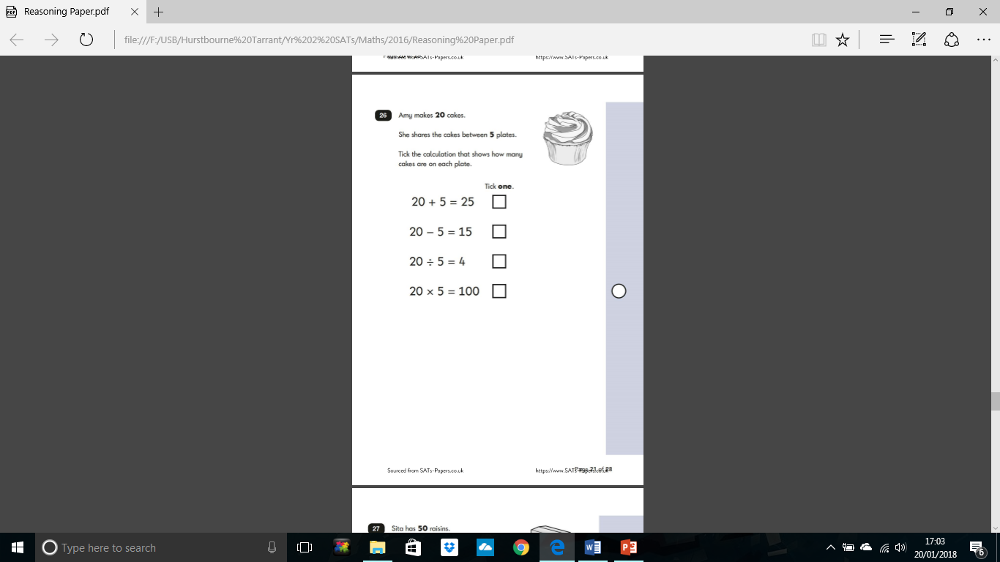 Reasoning Paper.pdf
file:///F:/USB/Hurstbourne%20Tarrant/Yr%202%20SATs/Maths/2016/Reasoning%20Paper.pdf
Sourced from SATs-Papers.co.uk https://www.SATs-Papers.co.uk
26 Amy makes 20 cakes.
She shares the cakes between 5 plates.
Tick the calculation that shows how many
cakes are on each plate.
Tick one.
20 + 5 = 25
20 − 5 = 15
20 ÷ 5 = 4
20 × 5 = 100
Sourced from SATs-Papers.co.uk https://www.SATs-Papers.co.uk Page 21 of 28
27 Sita has 50 raisins.
Type here to search
17:03
20/01/2018
6